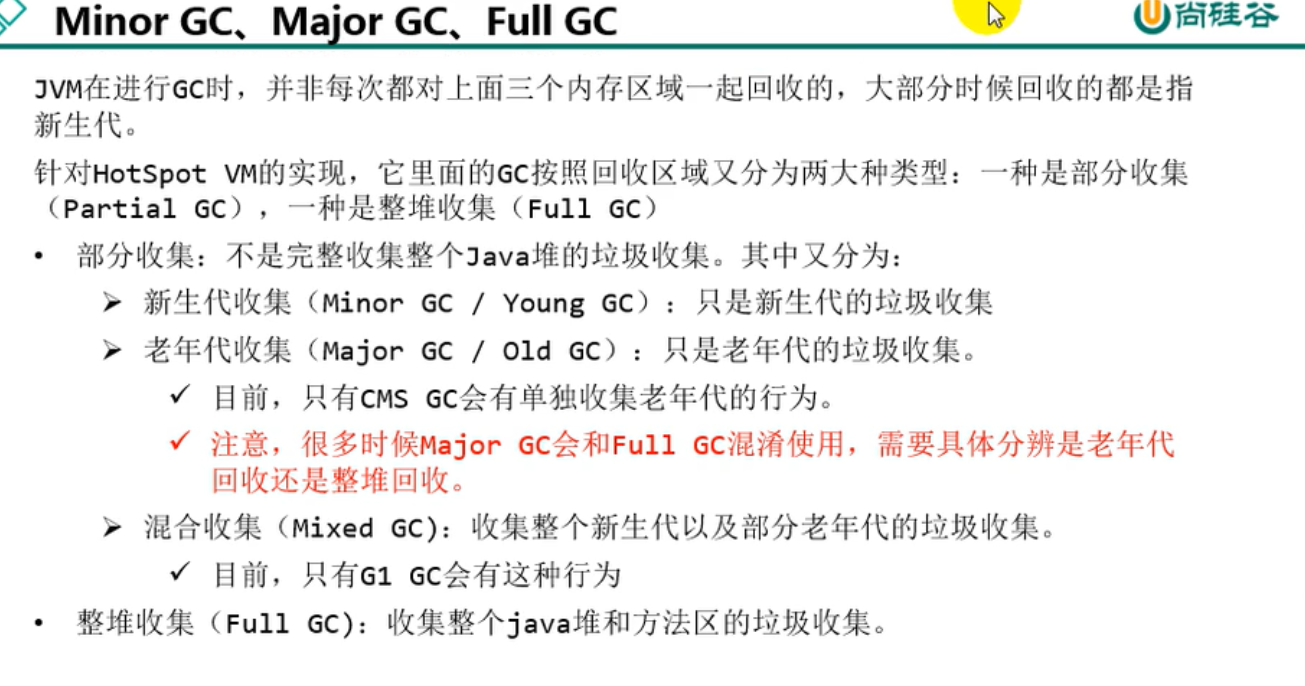 Minor GC、Major GC、Full GC
尚硅谷
JVM在进行GC时，并非每次都对上面三个内存区域一起回收的，大部分时候回收的都是指
新生代。
针对HotSpot VM的实现，它里面的GC按照回收区域又分为两大种类型：一种是部分收集
（Partial GC），一种是整堆收集（Full GC）
• 部分收集：不是完整收集整个Java堆的垃圾收集。其中又分为：
➢ 新生代收集（Minor GC / Young GC）：只是新生代的垃圾收集
➢ 老年代收集（Major GC / Old GC）：只是老年代的垃圾收集。
✓ 目前，只有CMS GC会有单独收集老年代的行为。
✓ 注意，很多时候Major GC会和Full GC混淆使用，需要具体分辨是老年代
回收还是整堆回收。
➢ 混合收集（Mixed GC)：收集整个新生代以及部分老年代的垃圾收集。
✓ 目前，只有G1 GC会有这种行为
• 整堆收集（Full GC)：收集整个java堆和方法区的垃圾收集。